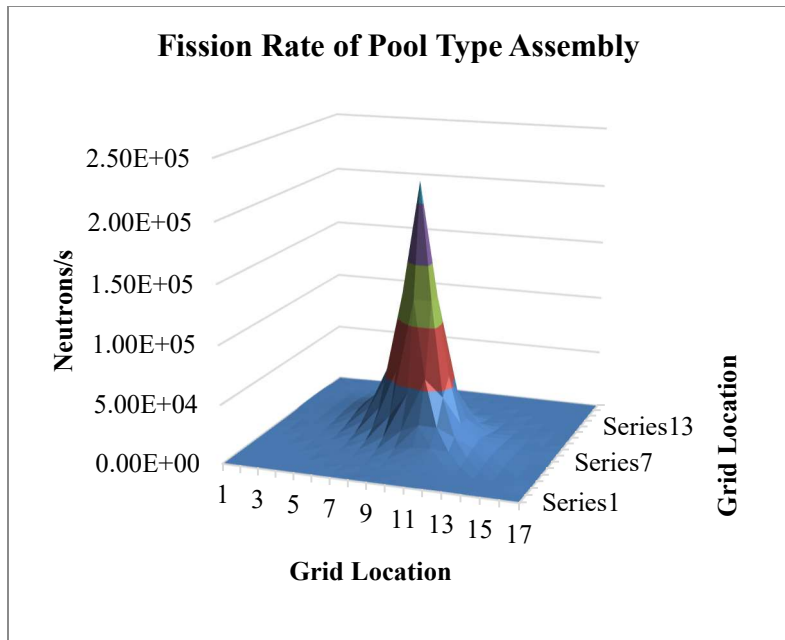 Fission Rate of Pool Type Assembly
2.50E+05
2.00E+05
1.50E+05
1.00E+05
5.00E+04
0.00E+00
Neutrons/s
1 3 5 7 9 11 13 15 17
Grid Location
Series1
Series7
Series13
Grid Location